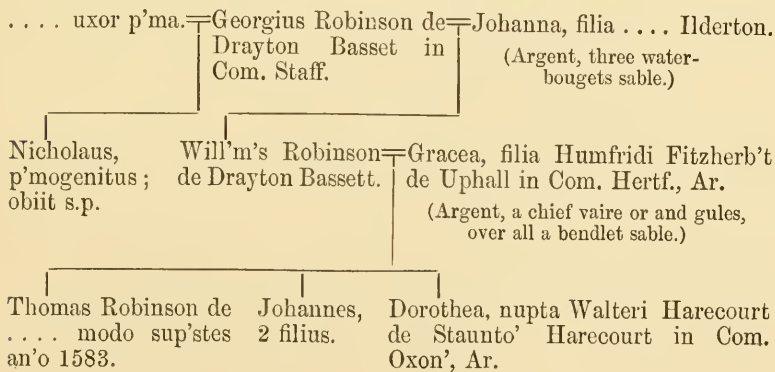 . . . . uxor p'ma.
Georgius Robinson de
Drayton Basset in
Com. Staff.
Johanna, filia . . . . Ilderton.
(Argent, three water-
bougets sable.)
Nicholaus,
p'mogenitus ;
obiit s.p.
Will'm's Robinson
de Drayton Bassett.
Gracea, filia Humfridi Fitzherb't
de Uphall in Com. Hertf., Ar.
(Argent, a chief vaire or and gules,
over all a bendlet sable.)
Thomas Robinson de
. . . . modo sup'stes
an'o 1583.
Johannes,
2 filius.
Dorothea, nupta Walteri Harecourt
de Staunto' Harecourt in Com.
Oxon', Ar.